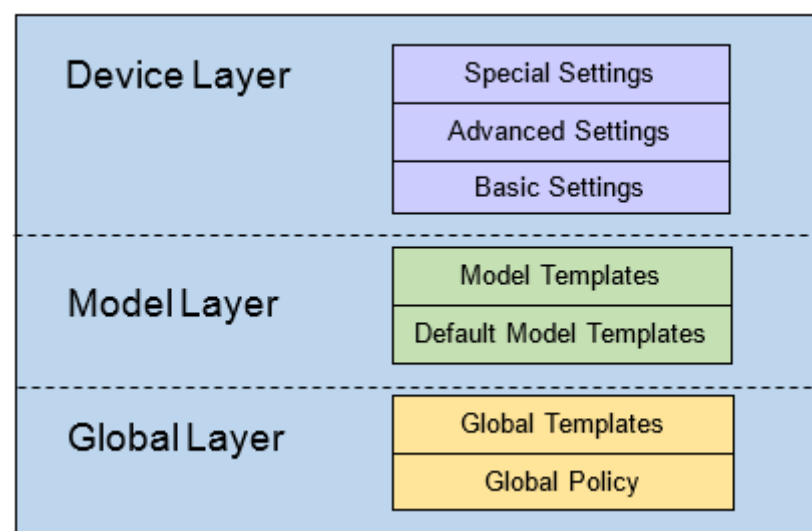 Device Layer
Special Settings
Advanced Settings
Basic Settings
Model Layer
Model Templates
Default Model Templates
Global Layer
Global Templates
Global Policy